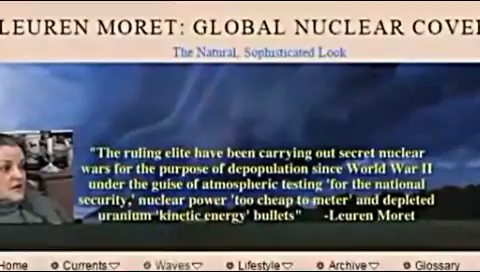 LEUREN MORET: GLOBAL NUCLEAR COVE
The Natural, Sophisticated Look
"The ruling elite have been carrying out secret nuclear
wars for the purpose of depopulation since World War II
under the guise of atmospheric testing 'for the national
security,' nuclear power 'too cheap to meter' and depleted
uranium 'kinetic energy' bullets" -Leuren Moret
Home Currents Waves Lifestyle Archive Glossary